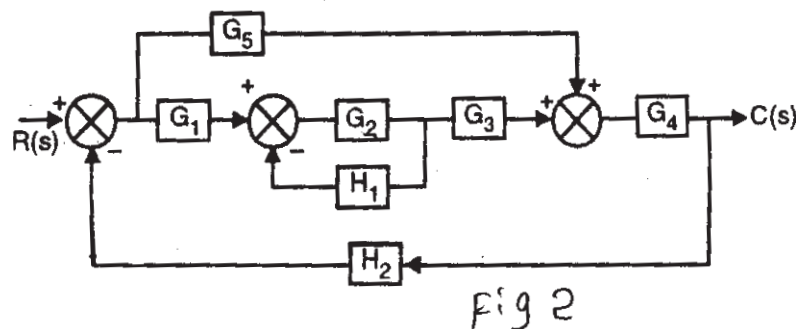 G5
+ +
+ + +
R(s) G1 G2 G3 G4 C(s)
− −
H1
H2
Fig 2